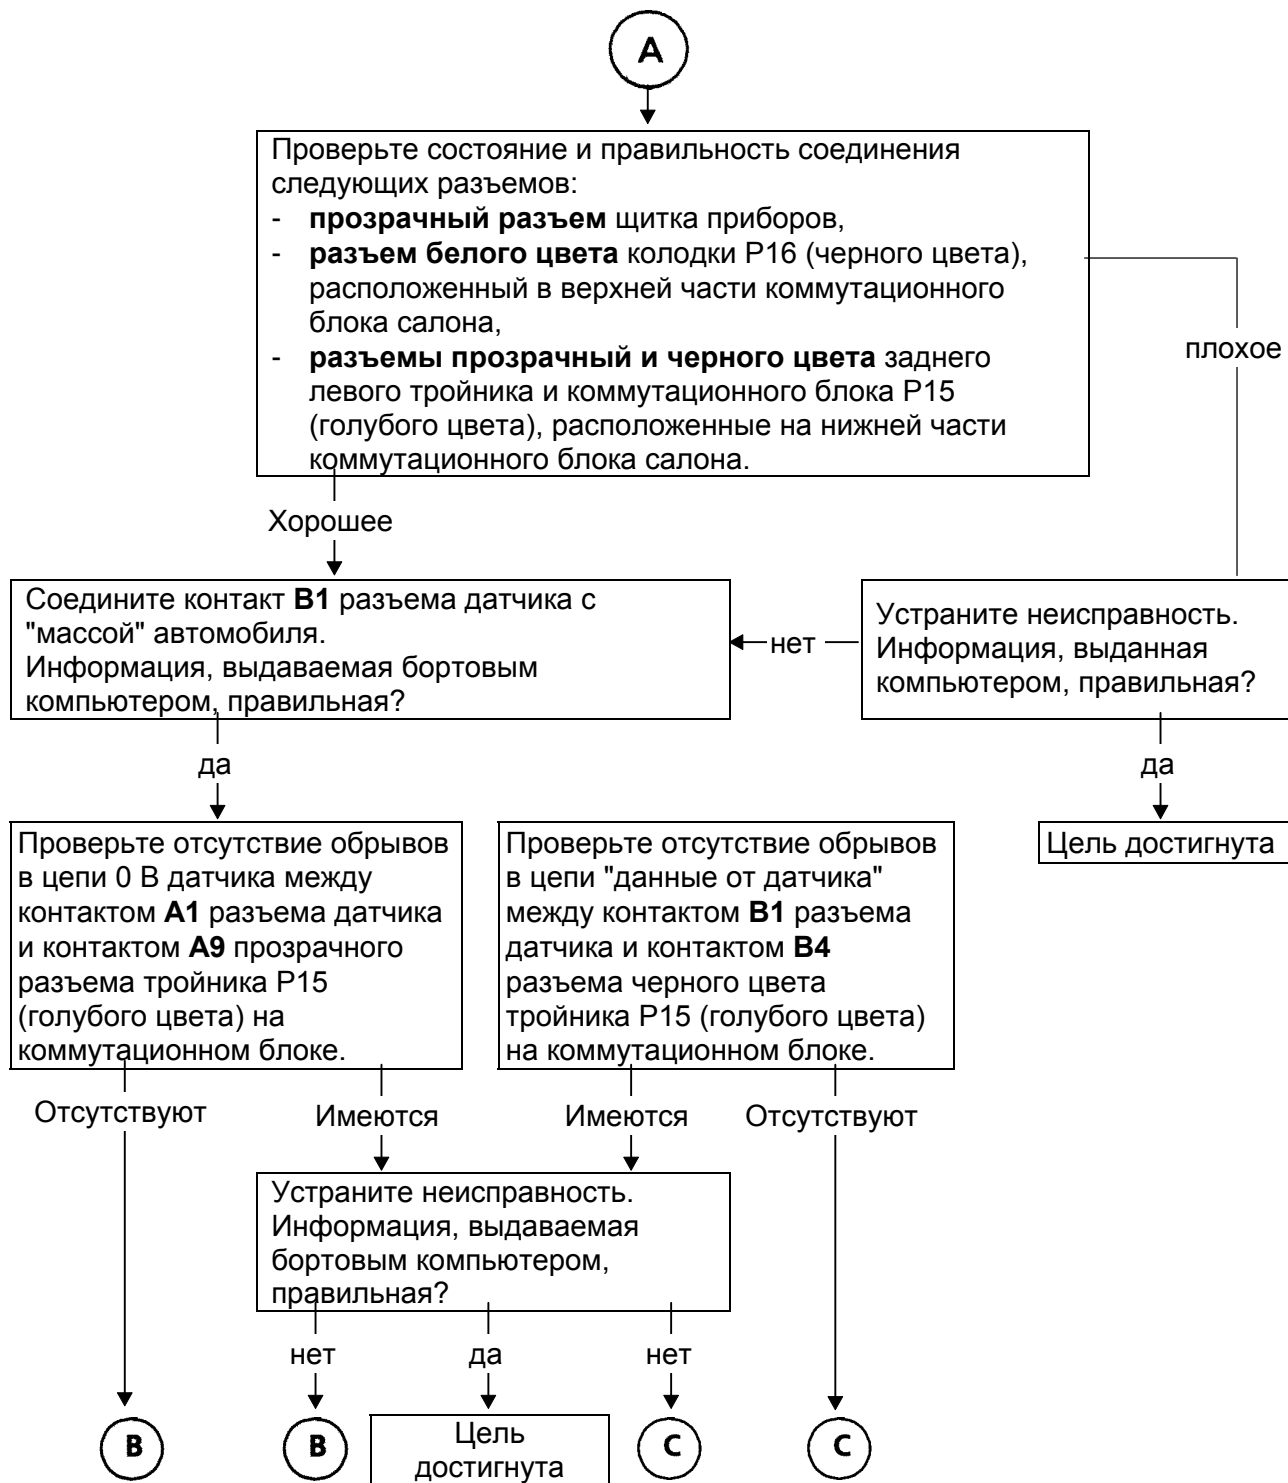 A
Проверьте состояние и правильность соединения
следующих разъемов:
- прозрачный разъем щитка приборов,
- разъем белого цвета колодки P16 (черного цвета),
расположенный в верхней части коммутационного
блока салона,
- разъемы прозрачный и черного цвета заднего
левого тройника и коммутационного блока P15
(голубого цвета), расположенные на нижней части
коммутационного блока салона.
плохое
Хорошее
Соедините контакт B1 разъема датчика с
"массой" автомобиля.
Информация, выдаваемая бортовым
компьютером, правильная?
нет
Устраните неисправность.
Информация, выданная
компьютером, правильная?
да
да
Проверьте отсутствие обрывов
в цепи 0 В датчика между
контактом A1 разъема датчика
и контактом A9 прозрачного
разъема тройника P15
(голубого цвета) на
коммутационном блоке.
Проверьте отсутствие обрывов
в цепи "данные от датчика"
между контактом B1 разъема
датчика и контактом B4
разъема черного цвета
тройника P15 (голубого цвета)
на коммутационном блоке.
Цель достигнута
Отсутствуют
Имеются
Имеются
Отсутствуют
Устраните неисправность.
Информация, выдаваемая
бортовым компьютером,
правильная?
нет
да
нет
B
B
Цель
достигнута
C
C